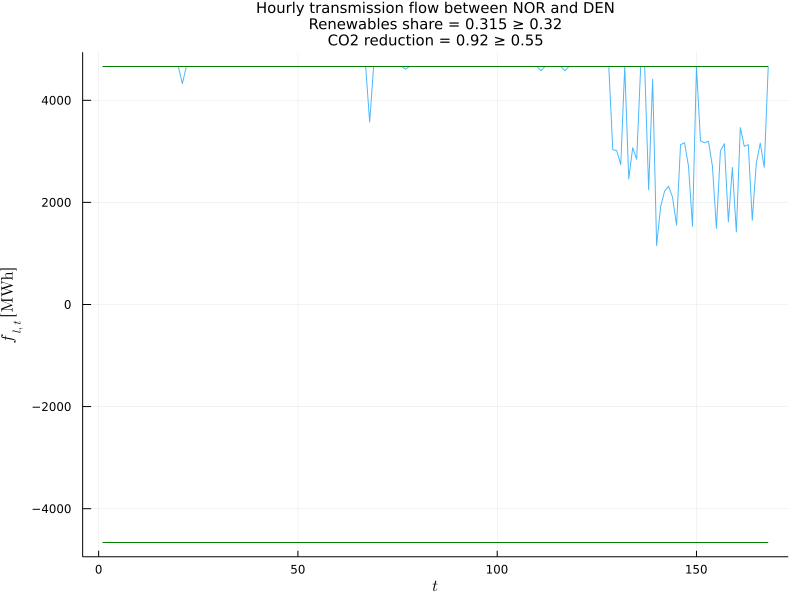 Hourly transmission flow between NOR and DEN
Renewables share = 0.315 ≥ 0.32
CO2 reduction = 0.92 ≥ 0.55
4000
2000
0
−2000
−4000
f l,t [MWh]
0 50 100 150
t